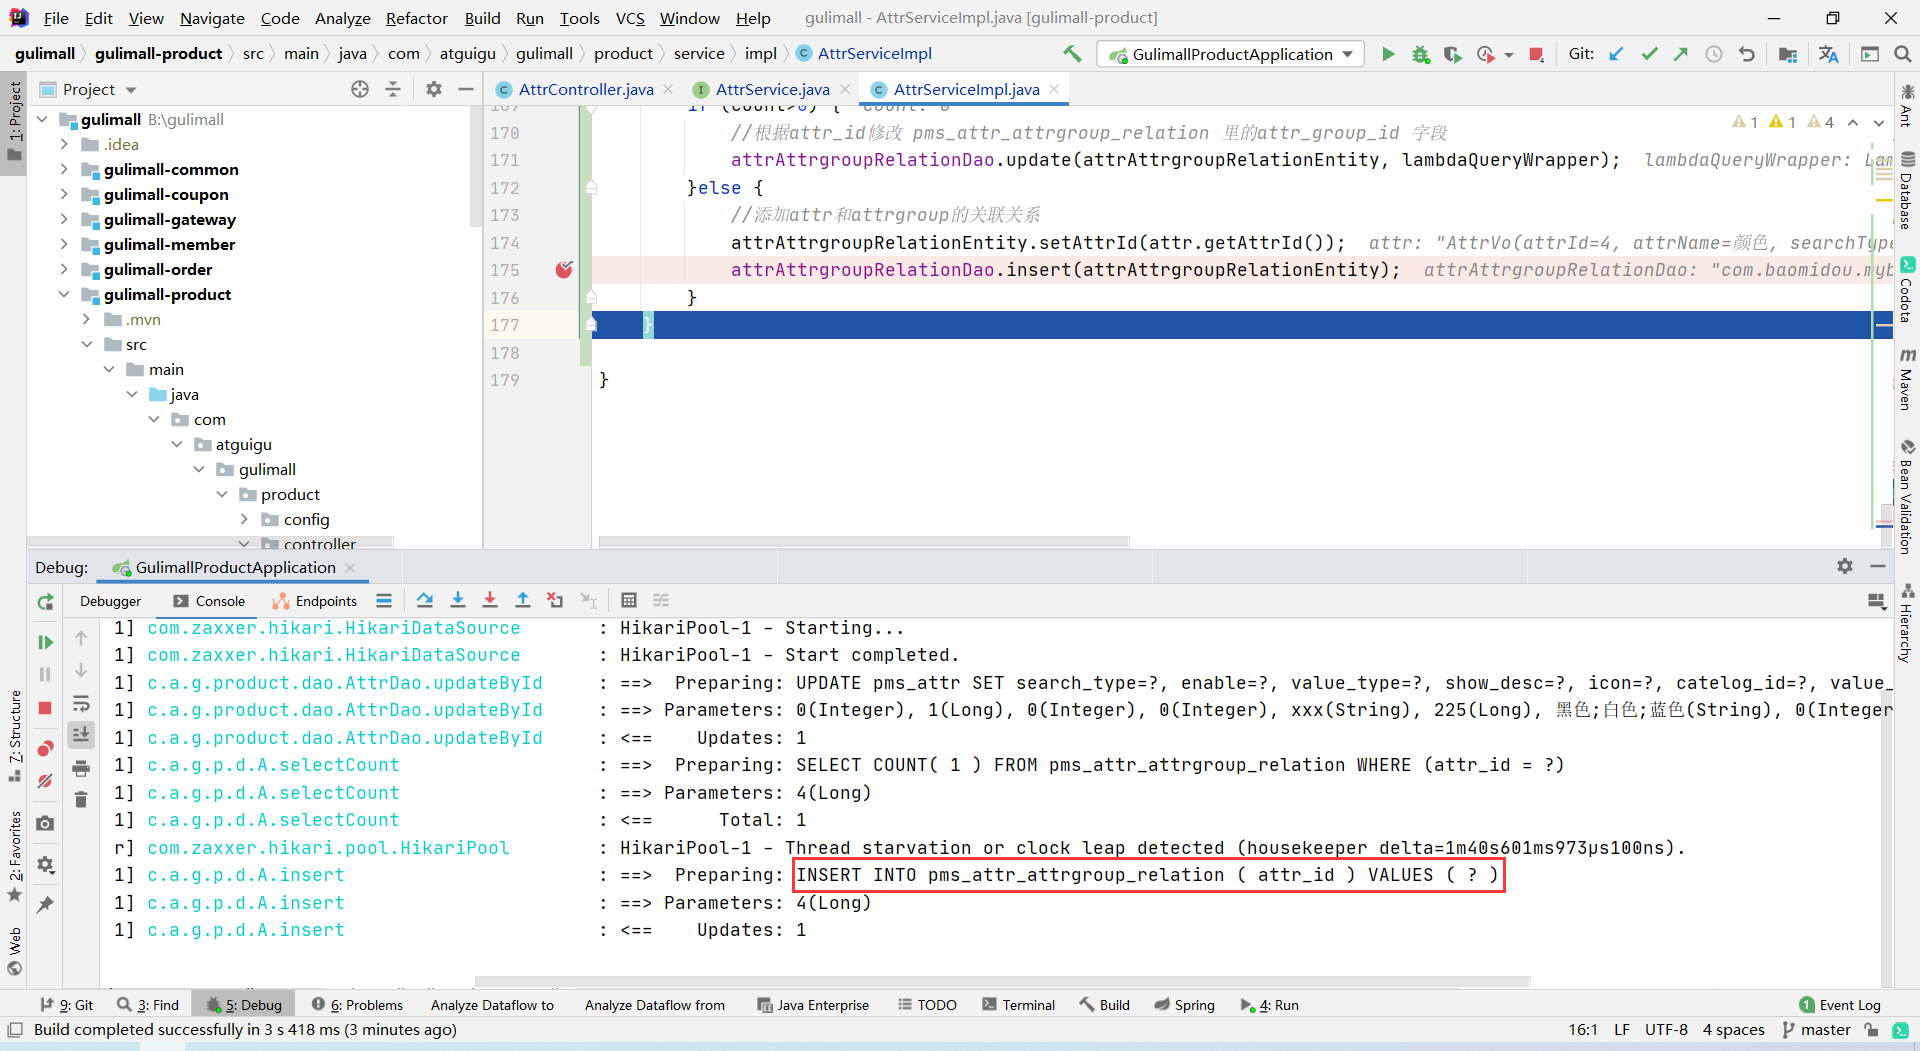 File Edit View Navigate Code Analyze Refactor Build Run Tools VCS Window Help gulimall - AttrServiceImpl.java [gulimall-product]
gulimall gulimall-product src main java com atguigu gulimall product service impl AttrServiceImpl GulimallProductApplication Git:
Project
AttrController.java AttrService.java AttrServiceImpl.java
1: Project
gulimall B:\gulimall
.idea
gulimall-common
gulimall-coupon
gulimall-gateway
gulimall-member
gulimall-order
gulimall-product
.mvn
src
main
java
com
atguigu
gulimall
product
config
controller
169 if (count>0) { count: 0
1 1 4
170 //根据attr_id修改 pms_attr_attrgroup_relation 里的attr_group_id 字段
171 attrAttrgroupRelationDao.update(attrAttrgroupRelationEntity, lambdaQueryWrapper); lambdaQueryWrapper: Lam
172 }else {
173 //添加attr和attrgroup的关联关系
174 attrAttrgroupRelationEntity.setAttrId(attr.getAttrId()); attr: "AttrVo(attrId=4, attrName=颜色, searchType
175 attrAttrgroupRelationDao.insert(attrAttrgroupRelationEntity); attrAttrgroupRelationDao: "com.baomidou.myb
176 }
177 }
178
179 }
Ant
Database
Codota
Maven
Bean Validation
Hierarchy
Debug: GulimallProductApplication
Debugger Console Endpoints
1] com.zaxxer.hikari.HikariDataSource : HikariPool-1 - Starting...
1] com.zaxxer.hikari.HikariDataSource : HikariPool-1 - Start completed.
1] c.a.g.product.dao.AttrDao.updateById : ==> Preparing: UPDATE pms_attr SET search_type=?, enable=?, value_type=?, show_desc=?, icon=?, catelog_id=?, value_
1] c.a.g.product.dao.AttrDao.updateById : ==> Parameters: 0(Integer), 1(Long), 0(Integer), 0(Integer), xxx(String), 225(Long), 黑色;白色;蓝色(String), 0(Integer
1] c.a.g.product.dao.AttrDao.updateById : <== Updates: 1
1] c.a.g.p.d.A.selectCount : ==> Preparing: SELECT COUNT( 1 ) FROM pms_attr_attrgroup_relation WHERE (attr_id = ?)
1] c.a.g.p.d.A.selectCount : ==> Parameters: 4(Long)
1] c.a.g.p.d.A.selectCount : <== Total: 1
r] com.zaxxer.hikari.pool.HikariPool : HikariPool-1 - Thread starvation or clock leap detected (housekeeper delta=1m40s601ms973µs100ns).
1] c.a.g.p.d.A.insert : ==> Preparing: INSERT INTO pms_attr_attrgroup_relation ( attr_id ) VALUES ( ? )
1] c.a.g.p.d.A.insert : ==> Parameters: 4(Long)
1] c.a.g.p.d.A.insert : <== Updates: 1
7: Structure
2: Favorites
Web
9: Git 3: Find 5: Debug 6: Problems Analyze Dataflow to Analyze Dataflow from Java Enterprise TODO Terminal Build Spring 4: Run 1 Event Log
Build completed successfully in 3 s 418 ms (3 minutes ago) 16:1 LF UTF-8 4 spaces master